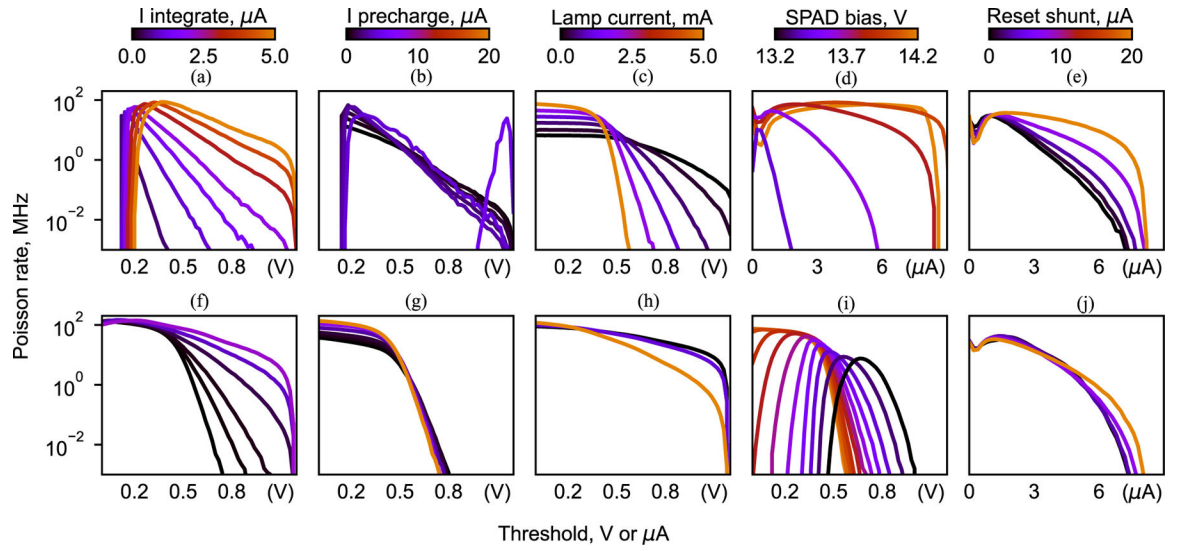 I integrate, μA I precharge, μA Lamp current, mA SPAD bias, V Reset shunt, μA
0.0 2.5 5.0 0 20 0.0 2.5 5.0 13.2 13.7 14.2 0 20
(a) (b) (c) (d) (e)
10²
10⁰
10⁻²
0.2 0.5 0.8 (V) 0.2 0.5 0.8 (V) 0.2 0.5 0.8 (V) 0 3 6 (μA) 0 3 6 (μA)
Poisson rate, MHz
(f) (g) (h) (i) (j)
10²
10⁰
10⁻²
0.2 0.5 0.8 (V) 0.2 0.5 0.8 (V) 0.2 0.5 0.8 (V) 0.2 0.5 0.8 (V) 0 3 6 (μA)
Threshold, V or μA